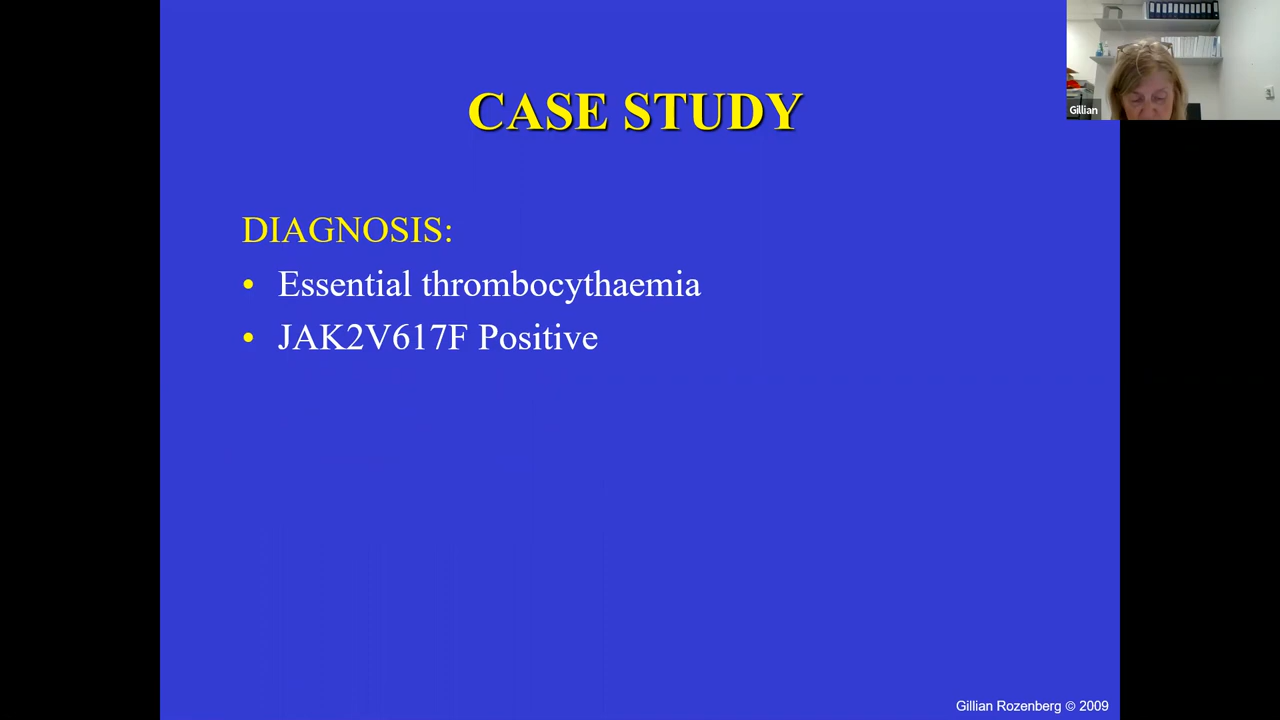 CASE STUDY
Gillian
DIAGNOSIS:
• Essential thrombocythaemia
• JAK2V617F Positive
Gillian Rozenberg © 2009